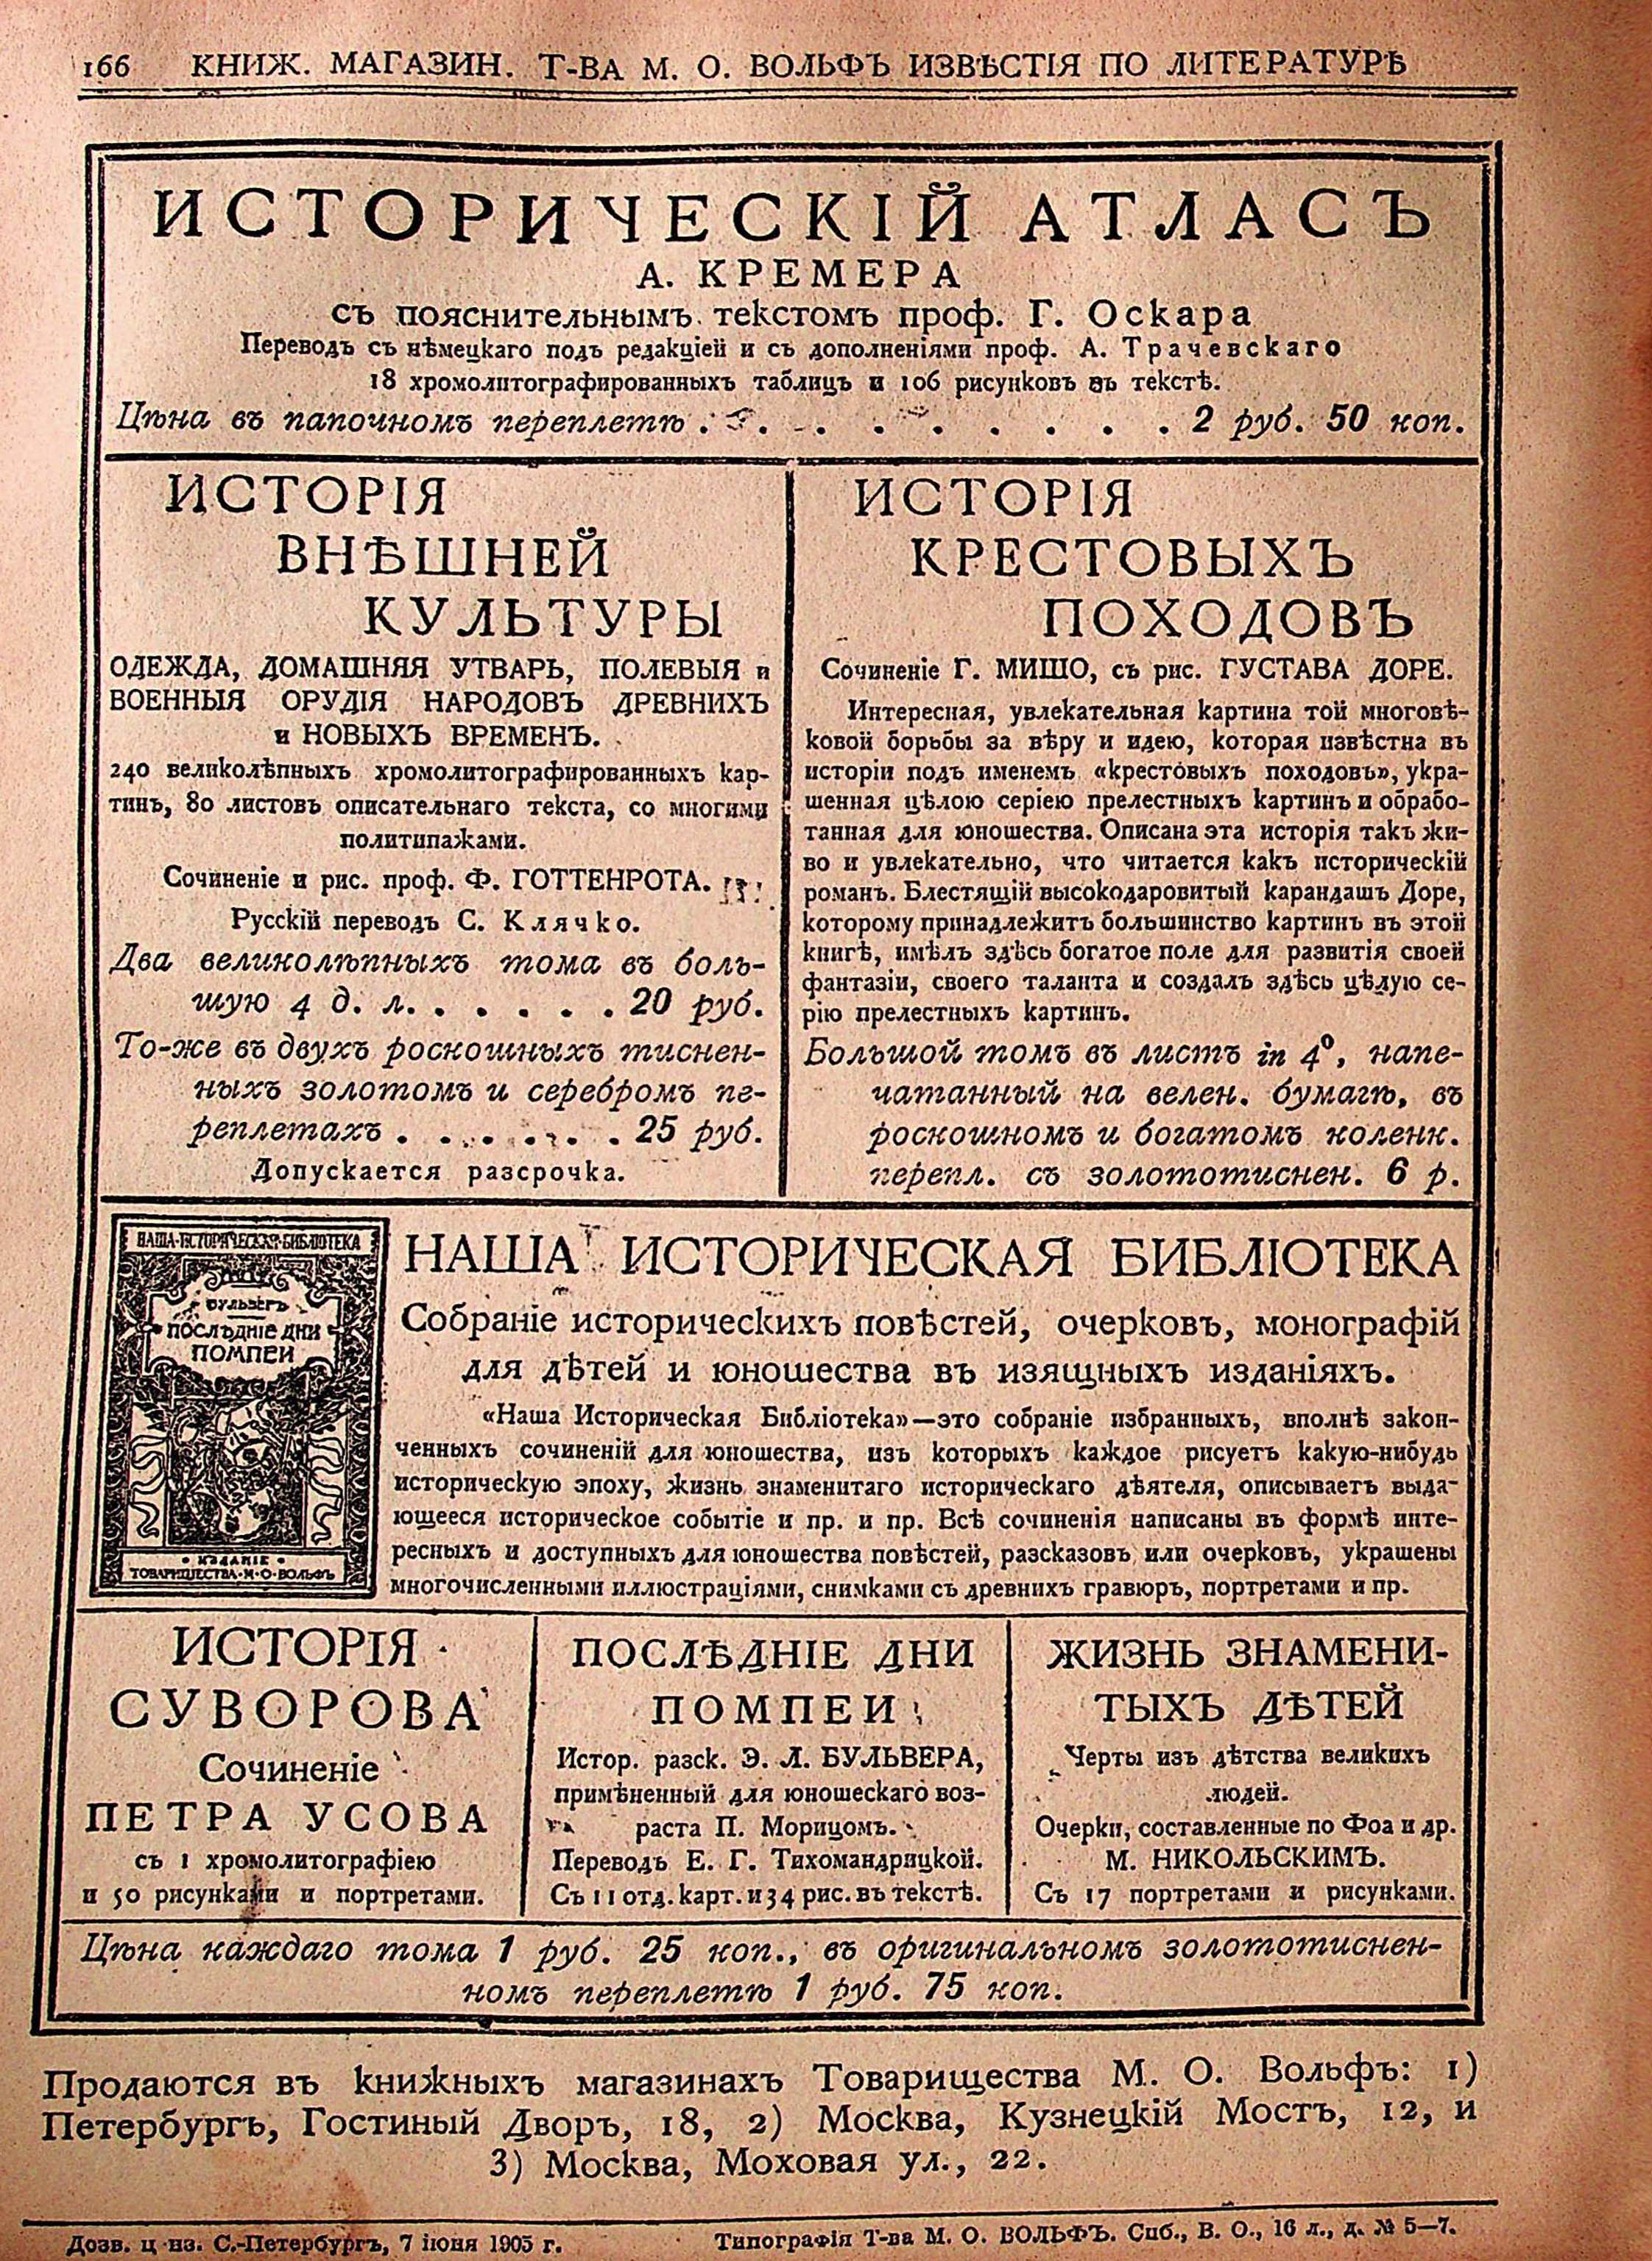 166 КНИЖ. МАГАЗИН. Т-ВА М. О. ВОЛЬФЪ ИЗВѢСТІЯ ПО ЛИТЕРАТУРѢ
ИСТОРИЧЕСКІЙ АТЛАСЪ
А. КРЕМЕРА
съ пояснительнымъ текстомъ проф. Г. Оскара
Переводъ съ нѣмецкаго подъ редакціей и съ дополненіями проф. А. Трачевскаго
18 хромолитографированныхъ таблицъ и 106 рисунковъ въ текстѣ.
Цѣна въ папочномъ переплетѣ . . . . . . . . . 2 руб. 50 коп.
ИСТОРІЯ
ВНѢШНЕЙ
КУЛЬТУРЫ
ОДЕЖДА, ДОМАШНЯЯ УТВАРЬ, ПОЛЕВЫЯ и
ВОЕННЫЯ ОРУДІЯ НАРОДОВЪ ДРЕВНИХЪ
и НОВЫХЪ ВРЕМЕНЪ.
240 великолѣпныхъ хромолитографированныхъ кар-
тинъ, 80 листовъ описательнаго текста, со многими
политипажами.
Сочиненіе и рис. проф. Ф. ГОТТЕНРОТА.
Русскій переводъ С. Клячко.
Два великолѣпныхъ тома въ боль-
шую 4 д. л. . . . . . . 20 руб.
То-же въ двухъ роскошныхъ тиснен-
ныхъ золотомъ и серебромъ пе-
реплетахъ . . . . . . . 25 руб.
Допускается разсрочка.
ИСТОРІЯ
КРЕСТОВЫХЪ
ПОХОДОВЪ
Сочиненіе Г. МИШО, съ рис. ГУСТАВА ДОРЕ.
Интересная, увлекательная картина той многовѣ-
ковой борьбы за вѣру и идею, которая извѣстна въ
исторіи подъ именемъ «крестовыхъ походовъ», укра-
шенная цѣлою серіею прелестныхъ картинъ и обрабо-
танная для юношества. Описана эта исторія такъ жи-
во и увлекательно, что читается какъ историческій
романъ. Блестящій высокодаровитый карандашъ Доре,
которому принадлежитъ большинство картинъ въ этой
книгѣ, имѣлъ здѣсь богатое поле для развитія своей
фантазіи, своего таланта и создалъ здѣсь цѣлую се-
рію прелестныхъ картинъ.
Большой томъ въ листъ in 4⁰, напе-
чатанный на велен. бумагѣ, въ
роскошномъ и богатомъ коленк.
перепл. съ золототиснен. 6 р.
НАША ИСТОРИЧЕСКАЯ БИБЛІОТЕКА
БУЛЬВЕРЪ
ПОСЛѢДНІЕ ДНИ
ПОМПЕИ
ИЗДАНІЕ
ТОВАРИЩЕСТВА М. О. ВОЛЬФЪ
НАША ИСТОРИЧЕСКАЯ БИБЛІОТЕКА
Собраніе историческихъ повѣстей, очерковъ, монографій
для дѣтей и юношества въ изящныхъ изданіяхъ.
«Наша Историческая Библіотека»—это собраніе избранныхъ, вполнѣ закон-
ченныхъ сочиненій для юношества, изъ которыхъ каждое рисуетъ какую-нибудь
историческую эпоху, жизнь знаменитаго историческаго дѣятеля, описываетъ выда-
ющееся историческое событіе и пр. и пр. Всѣ сочиненія написаны въ формѣ инте-
ресныхъ и доступныхъ для юношества повѣстей, разсказовъ или очерковъ, украшены
многочисленными иллюстраціями, снимками съ древнихъ гравюръ, портретами и пр.
ИСТОРІЯ
СУВОРОВА
Сочиненіе
ПЕТРА УСОВА
съ 1 хромолитографіею
и 50 рисунками и портретами.
ПОСЛѢДНІЕ ДНИ
ПОМПЕИ
Истор. разск. Э. Л. БУЛЬВЕРА,
примѣненный для юношескаго воз-
раста П. Морицомъ.
Переводъ Е. Г. Тихомандрицкой.
Съ 11 отд. карт. и 34 рис. въ текстѣ.
ЖИЗНЬ ЗНАМЕНИ-
ТЫХЪ ДѢТЕЙ
Черты изъ дѣтства великихъ
людей.
Очерки, составленные по Фоа и др.
М. НИКОЛЬСКИМЪ.
Съ 17 портретами и рисунками.
Цѣна каждаго тома 1 руб. 25 коп., въ оригинальномъ золототиснен-
номъ переплетѣ 1 руб. 75 коп.
Продаются въ книжныхъ магазинахъ Товарищества М. О. Вольфъ: 1)
Петербургъ, Гостиный Дворъ, 18, 2) Москва, Кузнецкій Мостъ, 12, и
3) Москва, Моховая ул., 22.
Дозв. ценз. С.-Петербургъ, 7 іюня 1905 г.
Типографія Т-ва М. О. ВОЛЬФЪ. Спб., В. О., 16 л., д. № 5—7.